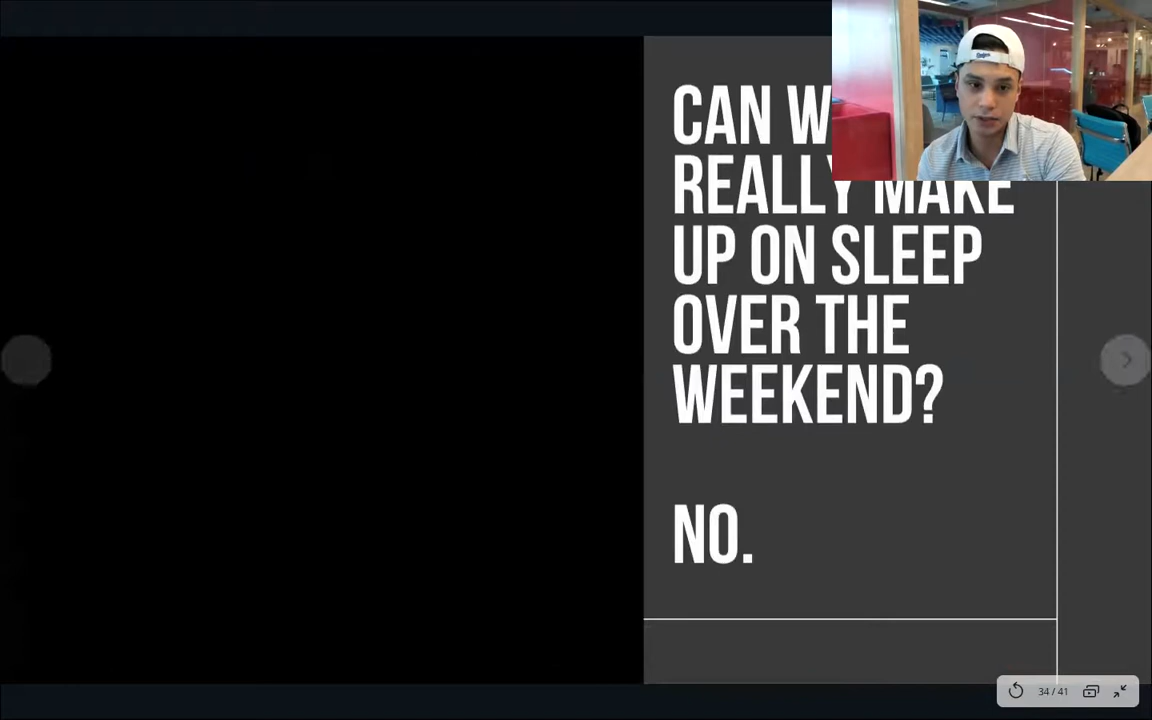 CAN W
REALLY MAKE
UP ON SLEEP
OVER THE
WEEKEND?
NO.
34 / 41